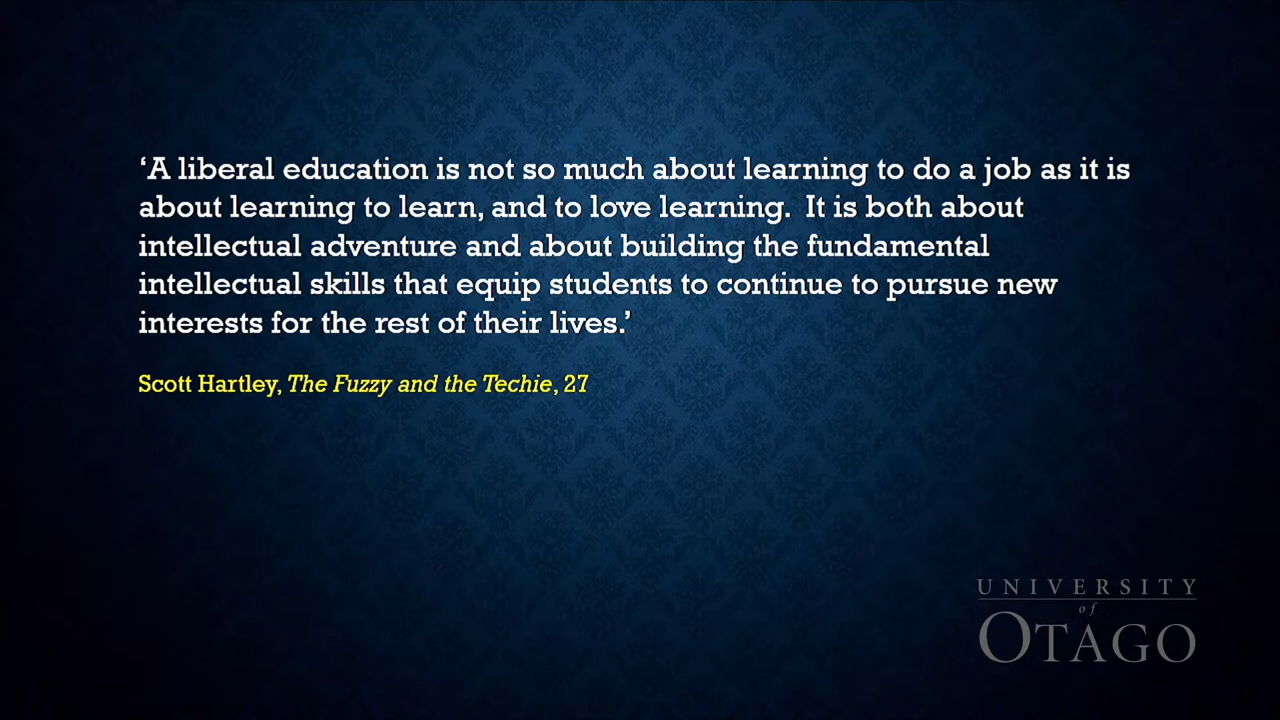 ‘A liberal education is not so much about learning to do a job as it is
about learning to learn, and to love learning.  It is both about
intellectual adventure and about building the fundamental
intellectual skills that equip students to continue to pursue new
interests for the rest of their lives.’
Scott Hartley, The Fuzzy and the Techie, 27
UNIVERSITY
of
OTAGO